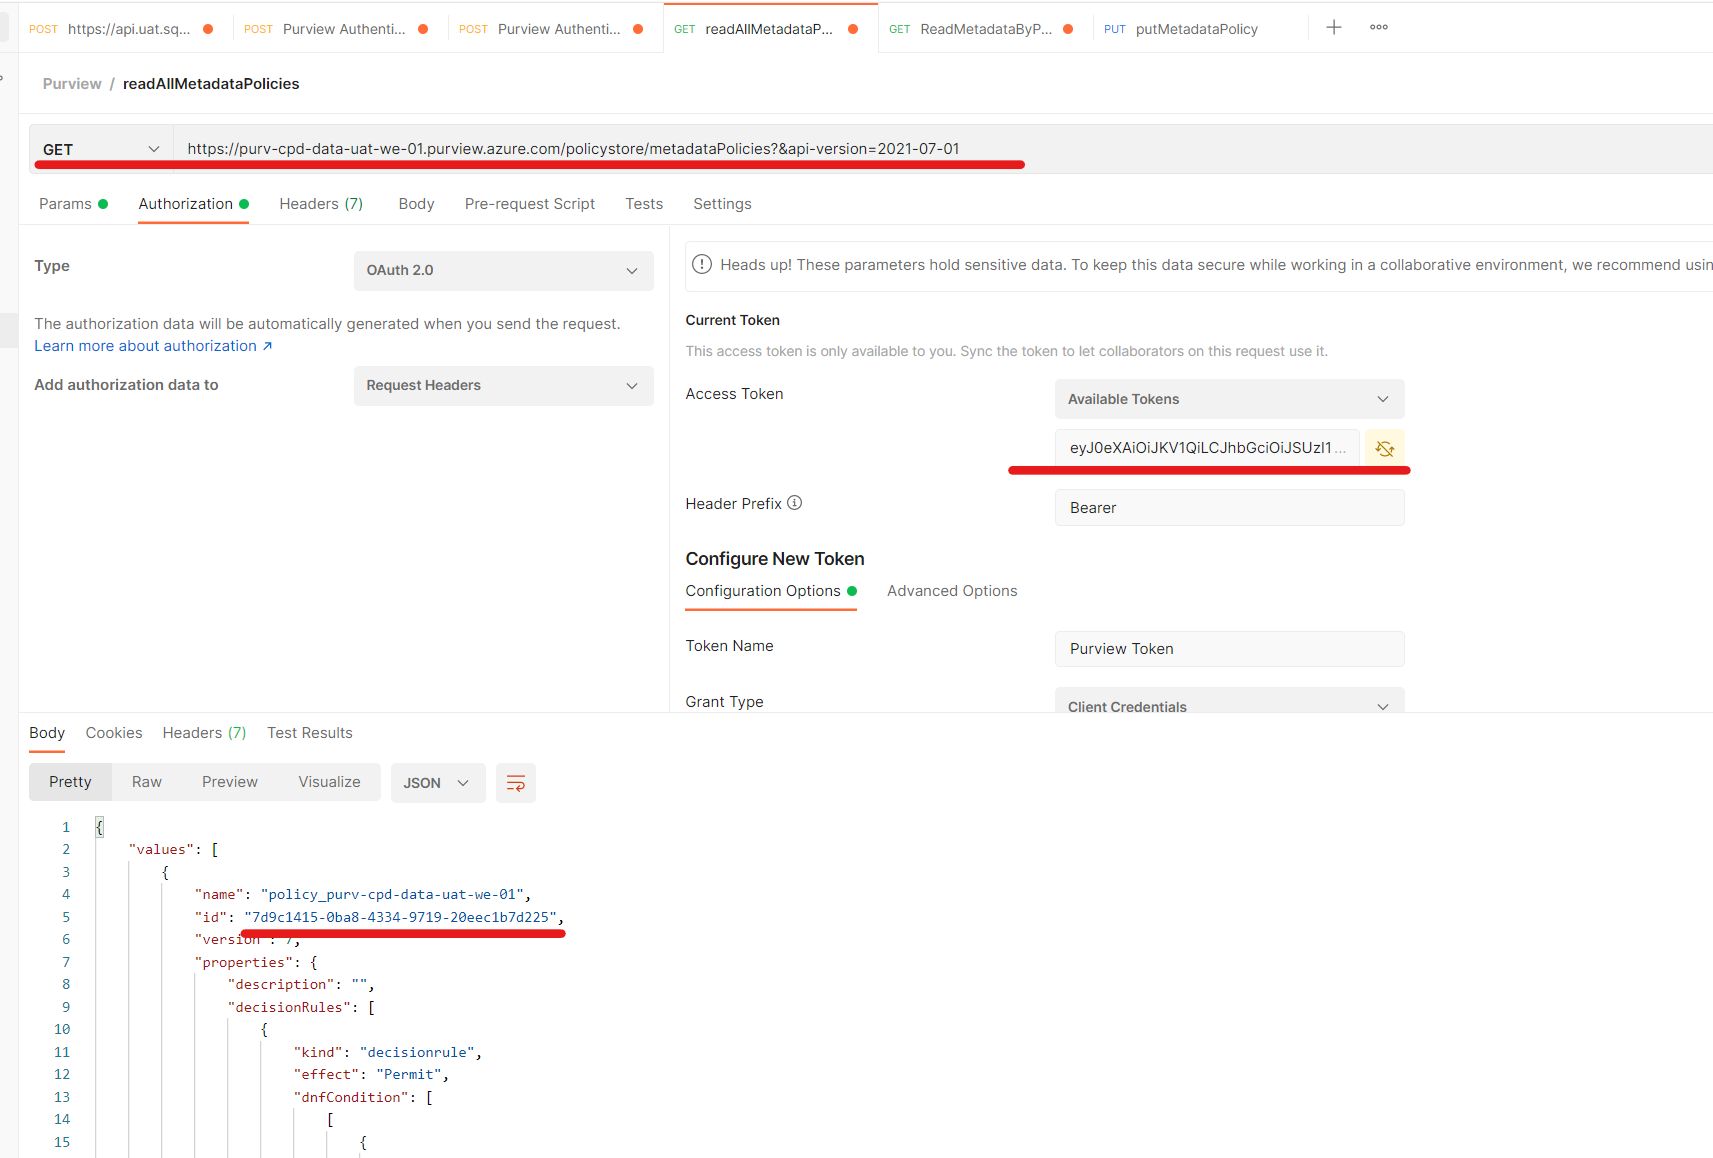 POST https://api.uat.sq... POST Purview Authenti... POST Purview Authenti... GET readAllMetadataP... GET ReadMetadataByP... PUT putMetadataPolicy
Purview / readAllMetadataPolicies
GET https://purv-cpd-data-uat-we-01.purview.azure.com/policystore/metadataPolicies?&api-version=2021-07-01
Params Authorization Headers (7) Body Pre-request Script Tests Settings
Type OAuth 2.0
The authorization data will be automatically generated when you send the request.
Learn more about authorization ↗
Add authorization data to Request Headers
Heads up! These parameters hold sensitive data. To keep this data secure while working in a collaborative environment, we recommend usin
Current Token
This access token is only available to you. Sync the token to let collaborators on this request use it.
Access Token Available Tokens
eyJ0eXAiOiJKV1QiLCJhbGciOiJSUzI1 ...
Header Prefix Bearer
Configure New Token
Configuration Options Advanced Options
Token Name Purview Token
Grant Type Client Credentials
Body Cookies Headers (7) Test Results
Pretty Raw Preview Visualize JSON
1 {
2 "values": [
3 {
4 "name": "policy_purv-cpd-data-uat-we-01",
5 "id": "7d9c1415-0ba8-4334-9719-20eec1b7d225",
6 "version": 7,
7 "properties": {
8 "description": "",
9 "decisionRules": [
10 {
11 "kind": "decisionrule",
12 "effect": "Permit",
13 "dnfCondition": [
14 [
15 {